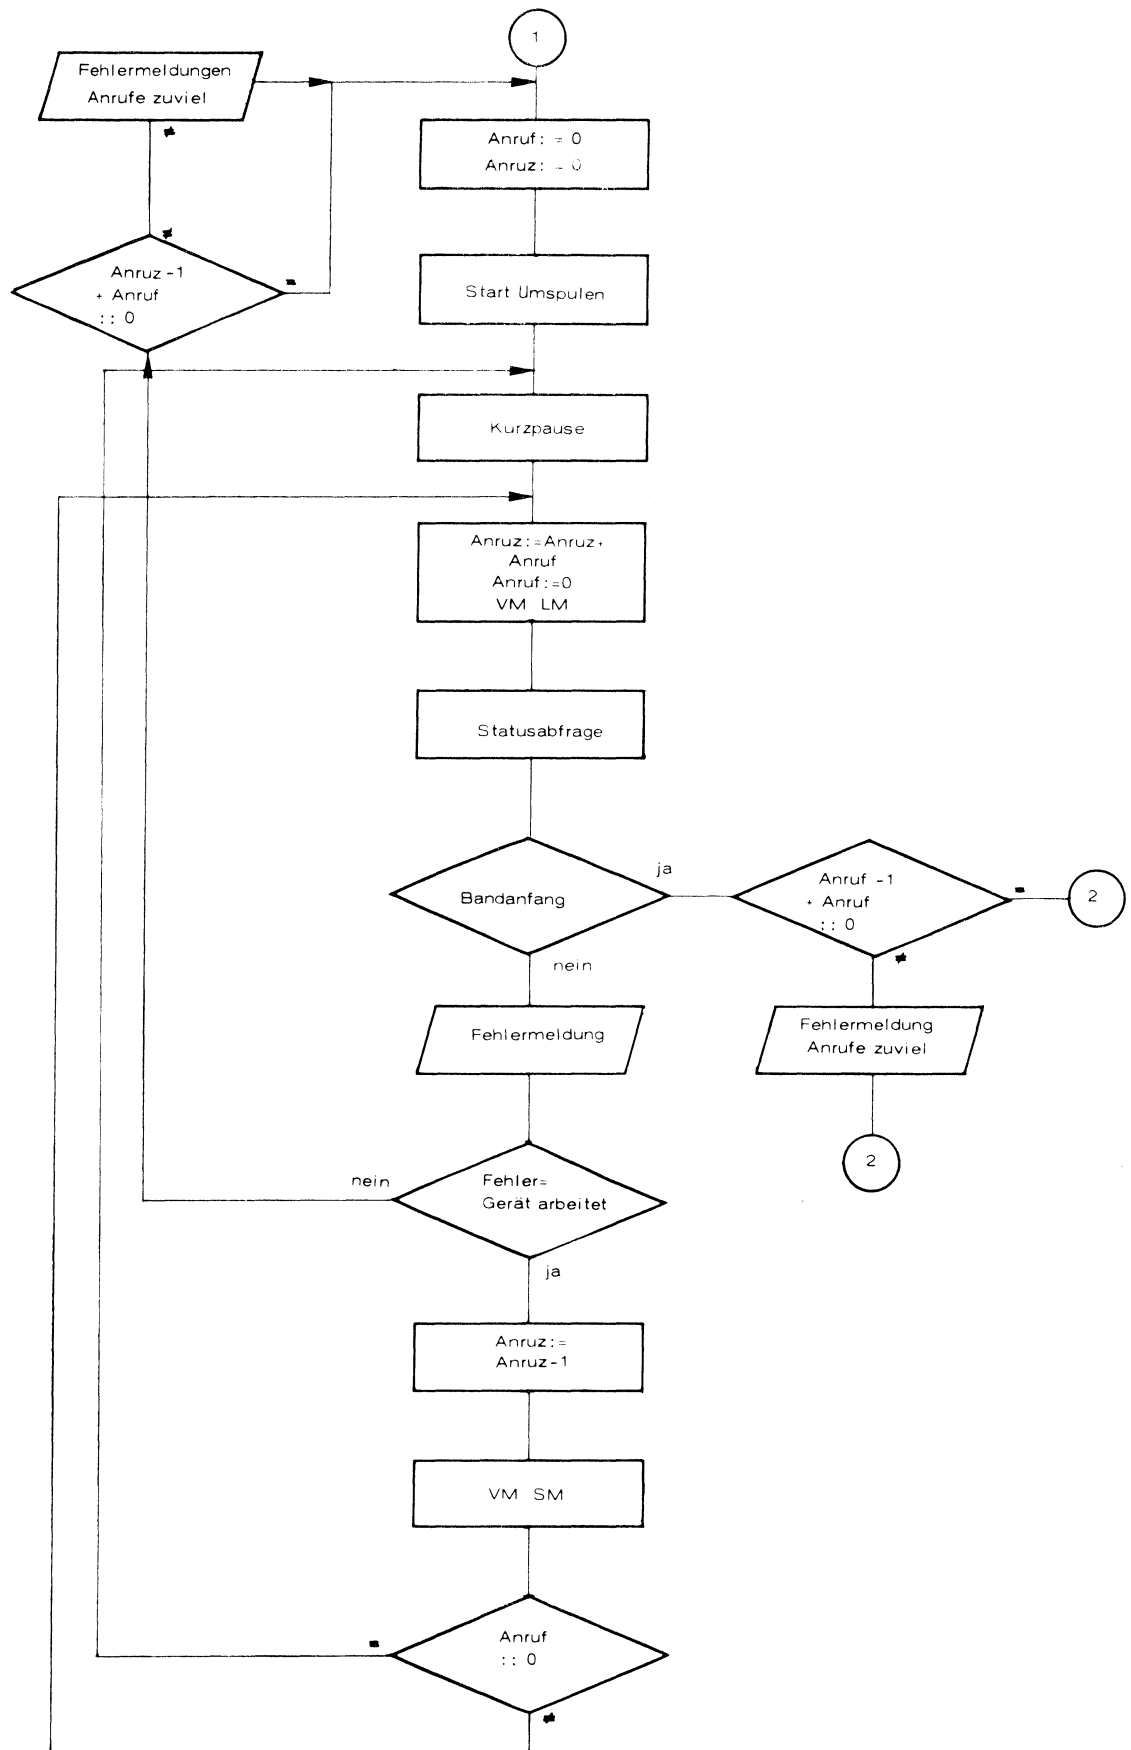 1
Fehlermeldungen
Anrufe zuviel
≠
Anruf: = 0
Anruz: = 0
≠
Anruz -1
+ Anruf
:: 0
=
Start Umspulen
Kurzpause
Anruz:=Anruz+
Anruf
Anruf:=0
VM LM
Statusabfrage
Bandanfang
ja
nein
Anruf -1
+ Anruf
:: 0
=
2
≠
Fehlermeldung
Fehlermeldung
Anrufe zuviel
2
nein
Fehler=
Gerät arbeitet
ja
Anruz:=
Anruz-1
VM SM
Anruf
:: 0
=
≠